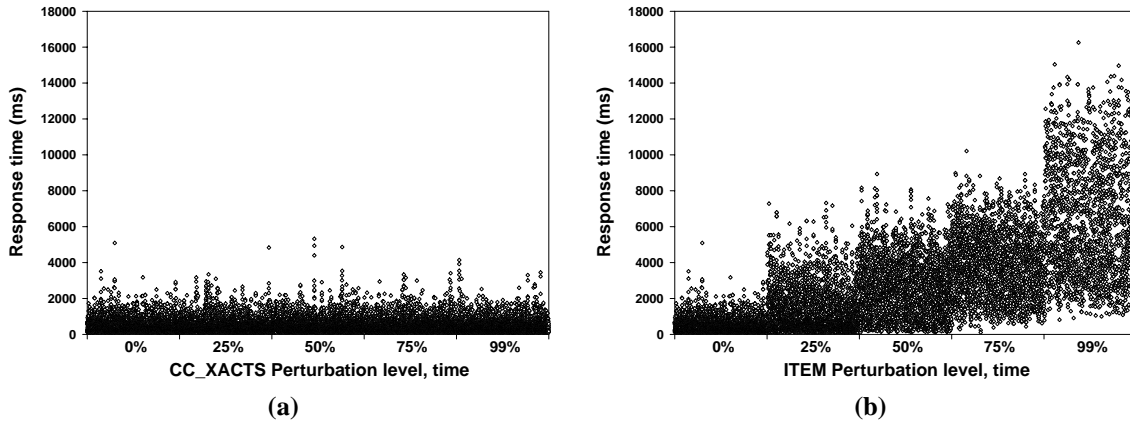 Response time (ms)
18000
16000
14000
12000
10000
8000
6000
4000
2000
0
0% 25% 50% 75% 99%
CC_XACTS Perturbation level, time
(a)
Response time (ms)
18000
16000
14000
12000
10000
8000
6000
4000
2000
0
0% 25% 50% 75% 99%
ITEM Perturbation level, time
(b)